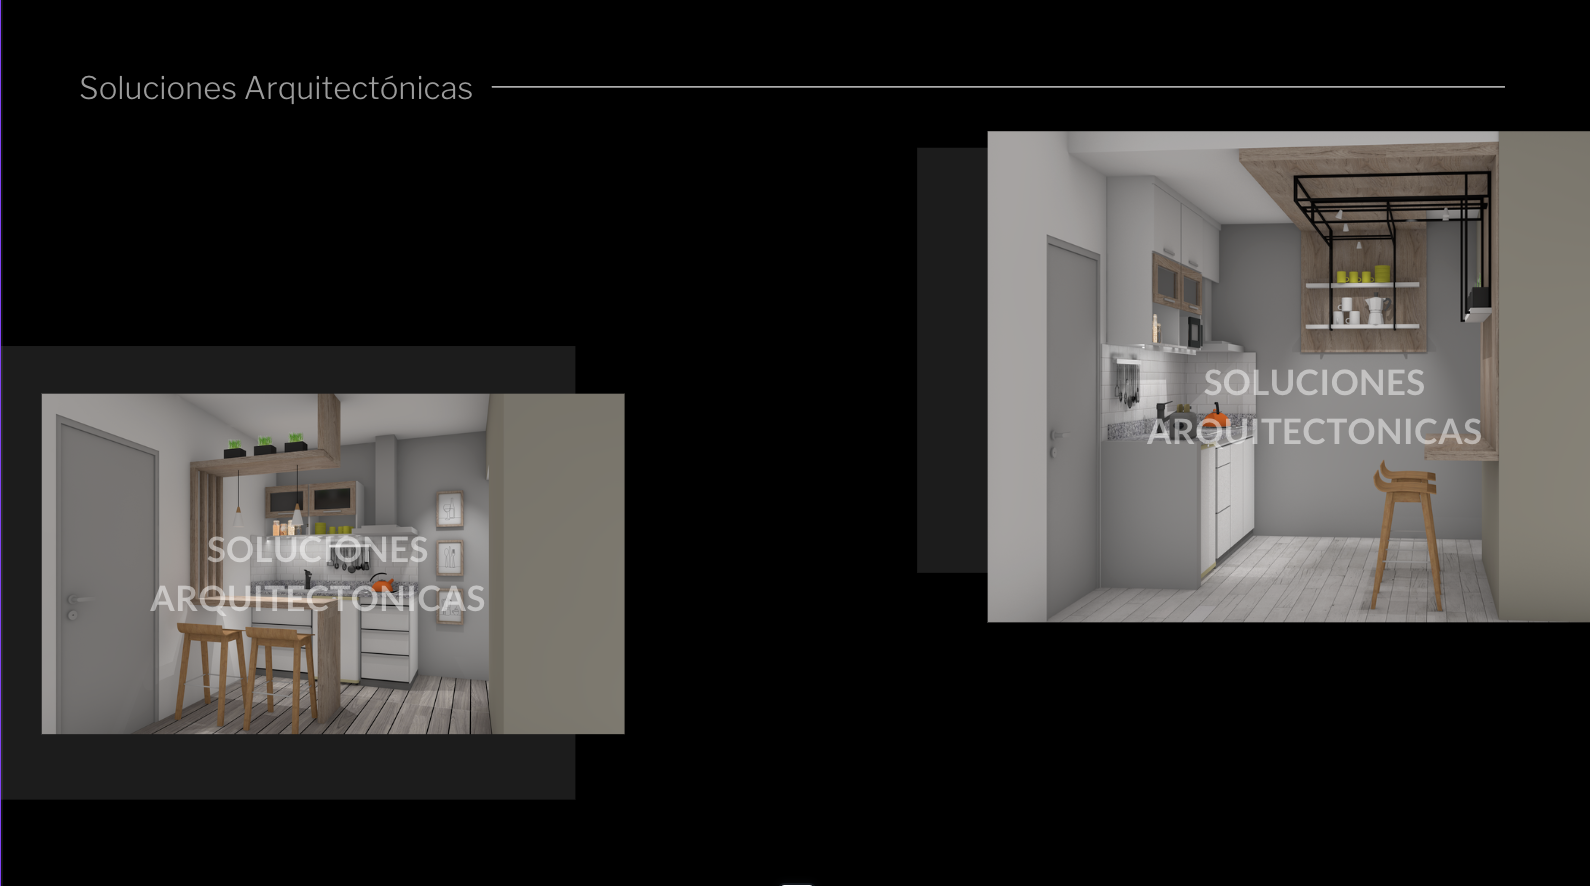 Soluciones Arquitectónicas
SOLUCIONES
ARQUITECTONICAS
SOLUCIONES
ARQUITECTONICAS